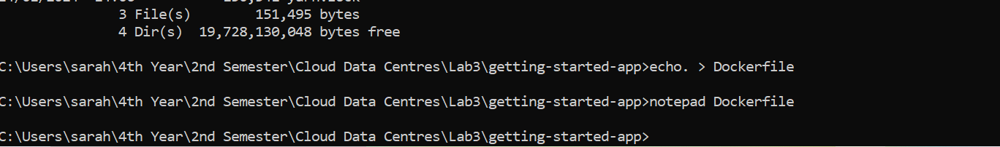 3 File(s) 151,495 bytes
4 Dir(s) 19,728,130,048 bytes free
C:\Users\sarah\4th Year\2nd Semester\Cloud Data Centres\Lab3\getting-started-app>echo. > Dockerfile
C:\Users\sarah\4th Year\2nd Semester\Cloud Data Centres\Lab3\getting-started-app>notepad Dockerfile
C:\Users\sarah\4th Year\2nd Semester\Cloud Data Centres\Lab3\getting-started-app>